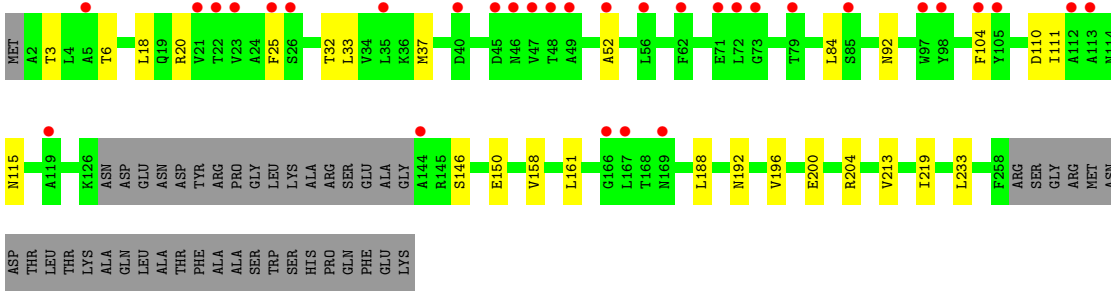 MET A2 T3 L4 A5 T6 L18 Q19 R20 V21 T22 V23 A24 F25 S26 T32 L33 V34 L35 K36 M37 D40 D45 N46 V47 T48 A49 A52 L56 F62 E71 L72 G73 T79 L84 S85 N92 W97 Y98 F104 Y105 D110 I111 A112 A113 N114
N115 A119 K126 ASN ASP GLU ASN ASP TYR ARG PRO GLY LEU LYS ALA ARG SER GLU ALA GLY A144 R145 S146 E150 V158 L161 G166 L167 T168 N169 L188 N192 V196 E200 R204 V213 I219 L233 F258 ARG SER GLY ARG MET ASN
ASP THR LEU THR LYS ALA GLN LEU ALA THR PHE ALA ALA SER TRP SER HIS PRO GLN PHE GLU LYS